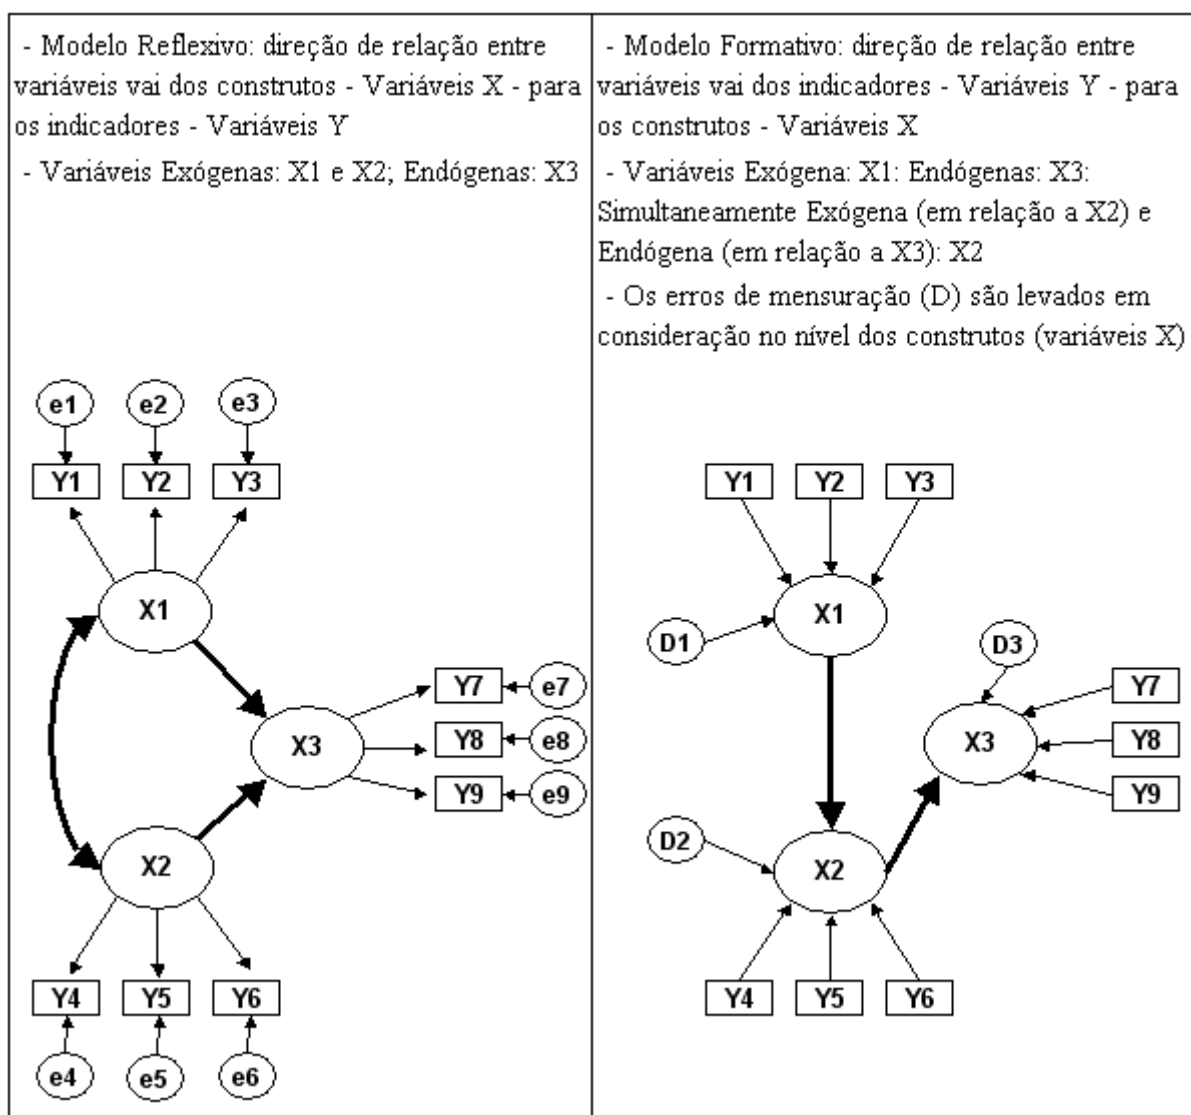 - Modelo Reflexivo: direção de relação entre
variáveis vai dos construtos - Variáveis X - para
os indicadores - Variáveis Y
- Variáveis Exógenas: X1 e X2; Endógenas: X3
e1 e2 e3
Y1 Y2 Y3
X1
Y7 e7
X3 Y8 e8
Y9 e9
X2
Y4 Y5 Y6
e4 e5 e6
- Modelo Formativo: direção de relação entre
variáveis vai dos indicadores - Variáveis Y - para
os construtos - Variáveis X
- Variáveis Exógena: X1: Endógenas: X3:
Simultaneamente Exógena (em relação a X2) e
Endógena (em relação a X3): X2
- Os erros de mensuração (D) são levados em
consideração no nível dos construtos (variáveis X)
Y1 Y2 Y3
X1
D1 D3
Y7
X3 Y8
Y9
D2
X2
Y4 Y5 Y6